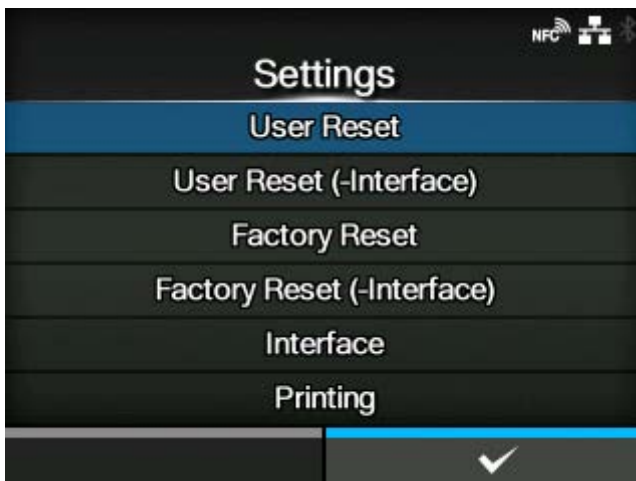 NFC
Settings
User Reset
User Reset (-Interface)
Factory Reset
Factory Reset (-Interface)
Interface
Printing